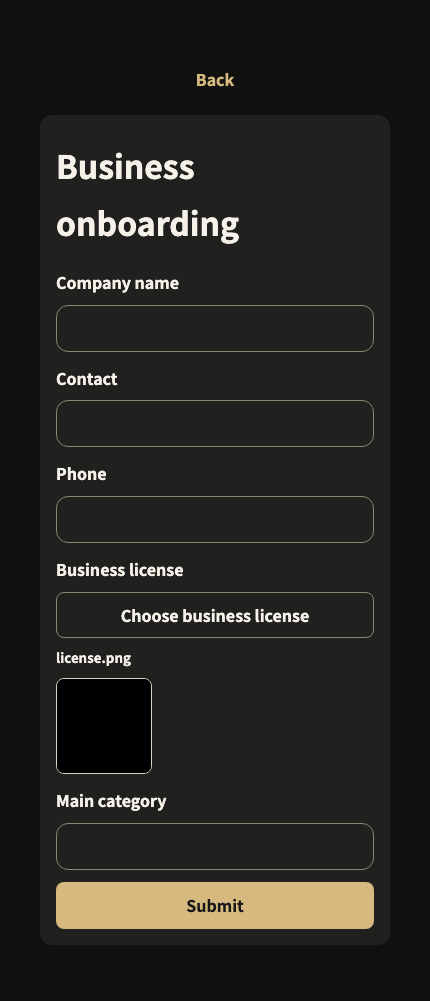 Back
Business
onboarding
Company name
Contact
Phone
Business license
Choose business license
license.png
Main category
Submit